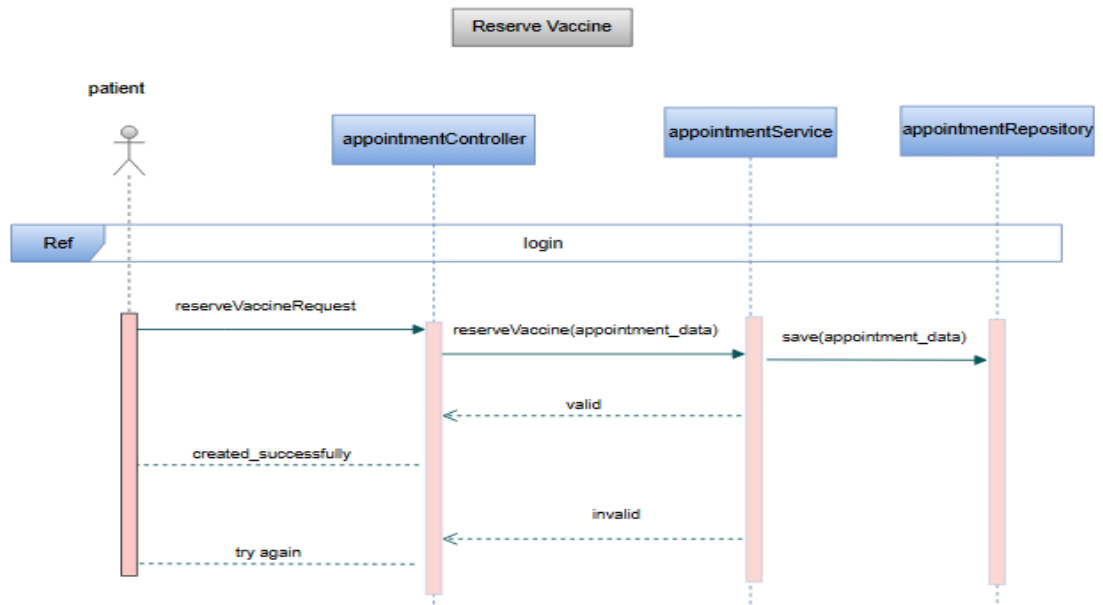 Reserve Vaccine
patient
appointmentController
appointmentService
appointmentRepository
Ref
login
reserveVaccineRequest
reserveVaccine(appointment_data)
save(appointment_data)
valid
created_successfully
invalid
try again